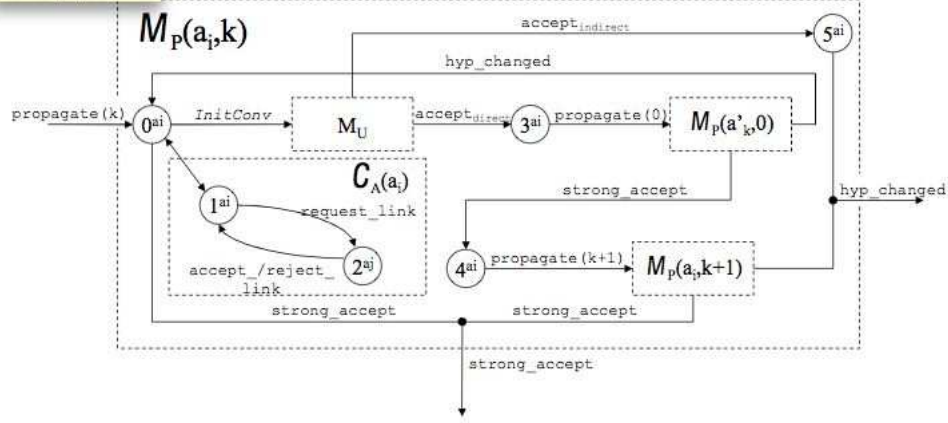 M_P(a_i,k)
accept_indirect
5^ai
hyp_changed
propagate(k)
0^ai
InitConv
M_U
accept_direct
3^ai
propagate(0)
M_P(a'_k,0)
C_A(a_i)
strong_accept
hyp_changed
1^ai
request_link
2^aj
accept_/reject_
link
4^ai
propagate(k+1)
M_P(a_i,k+1)
strong_accept
strong_accept
strong_accept